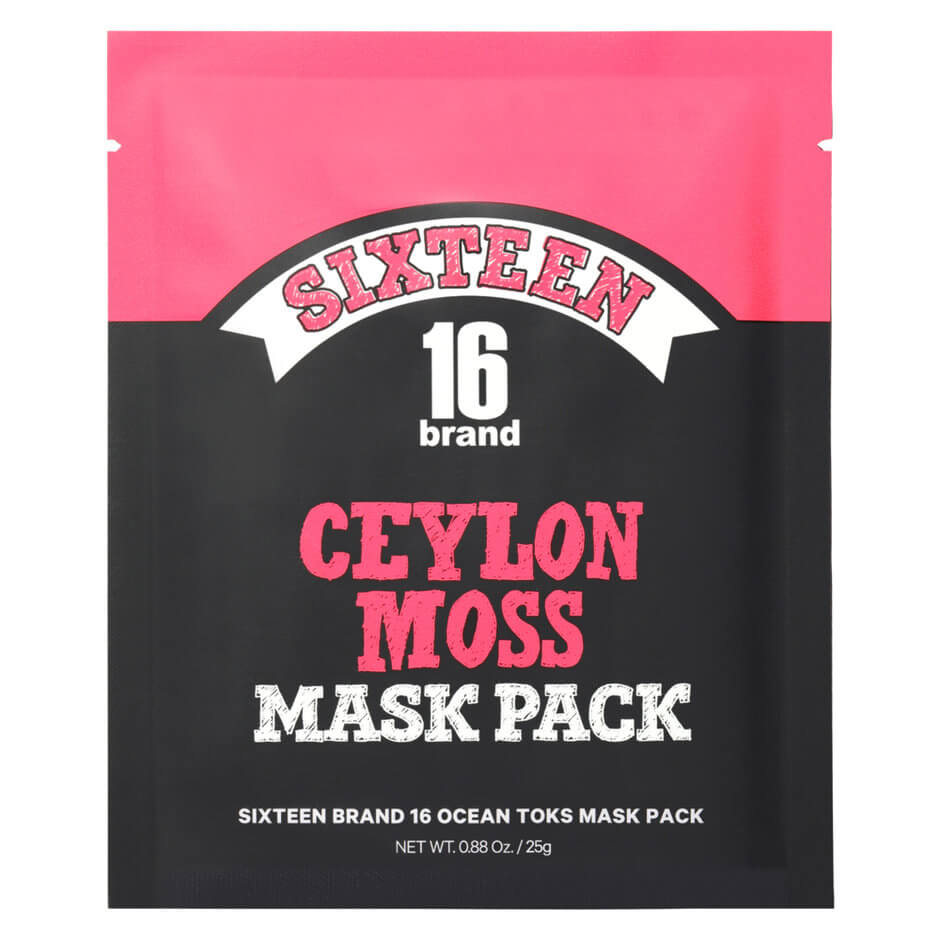 SIXTEEN
16
brand
CEYLON
MOSS
MASK PACK
SIXTEEN BRAND 16 OCEAN TOKS MASK PACK
NET WT. 0.88 Oz. / 25g